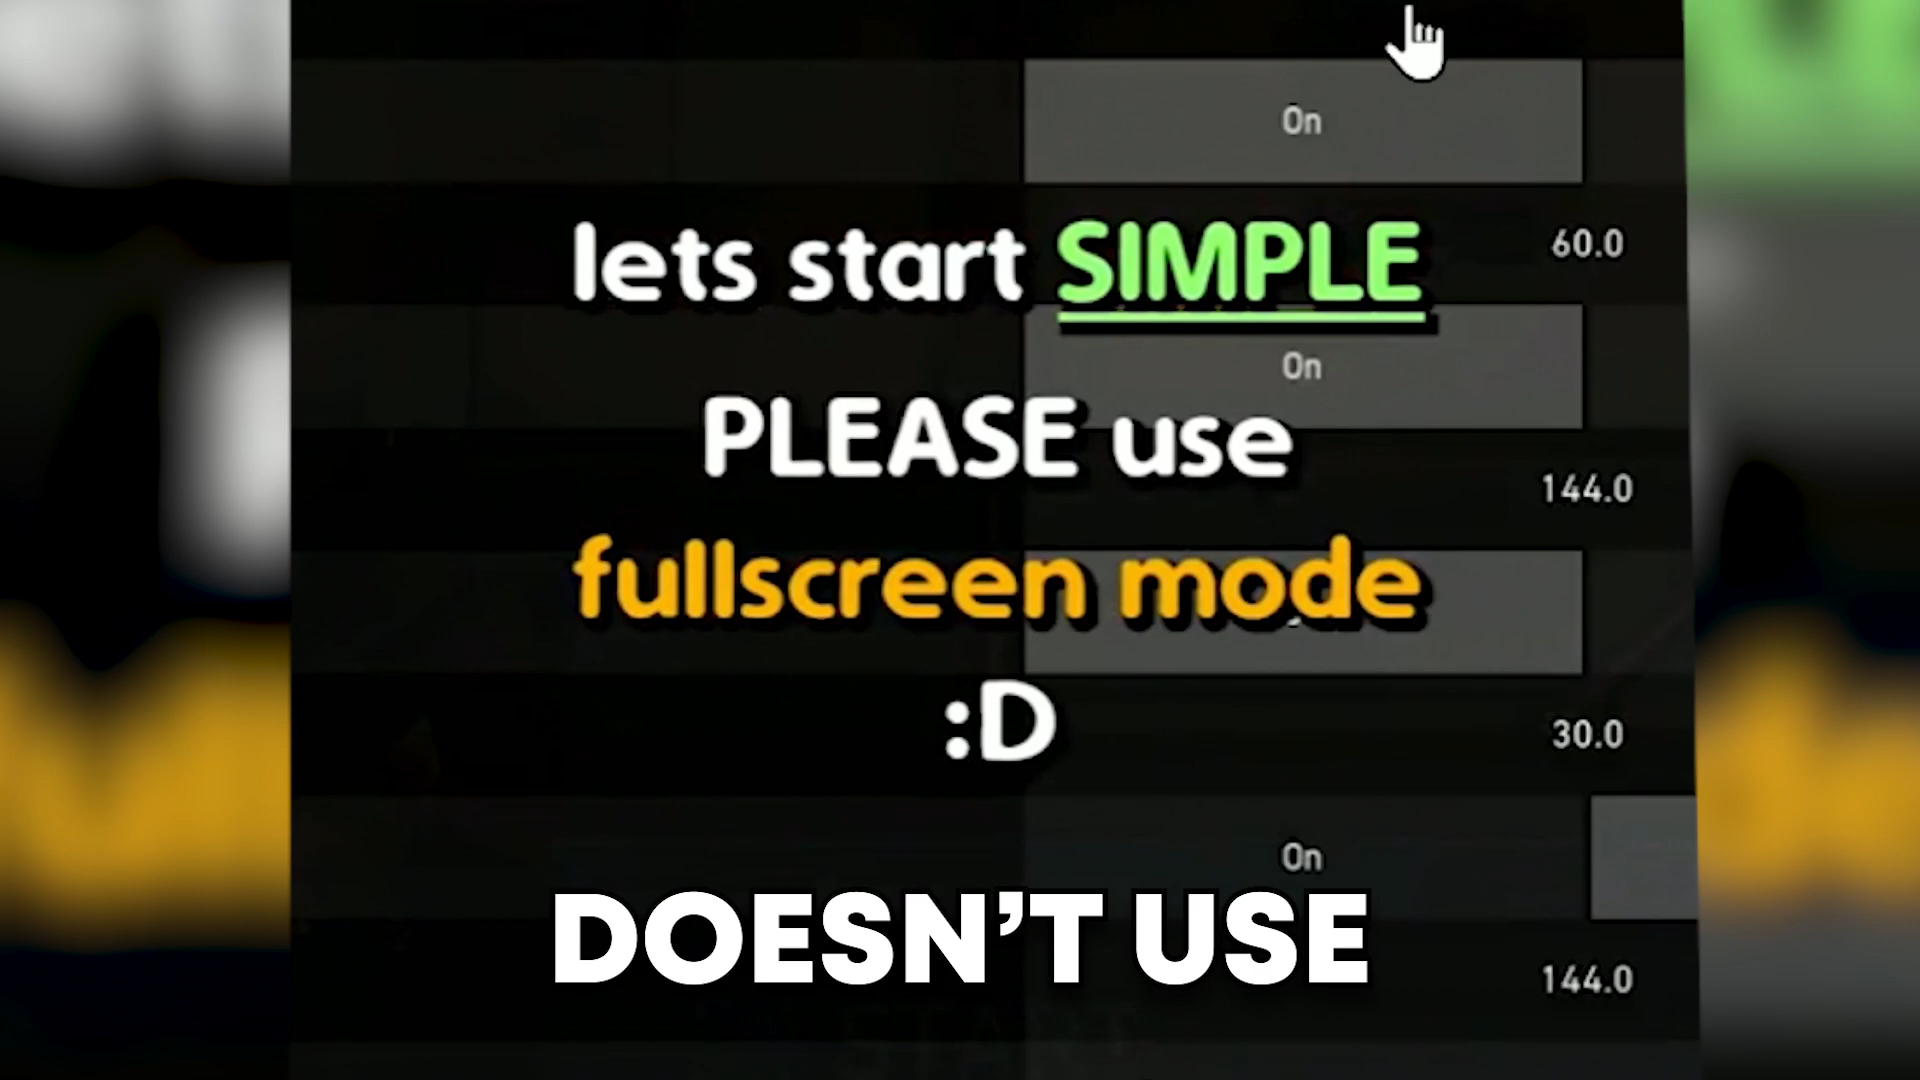 On
lets start SIMPLE
60.0
On
PLEASE use
144.0
fullscreen mode
:D
30.0
On
DOESN'T USE
144.0